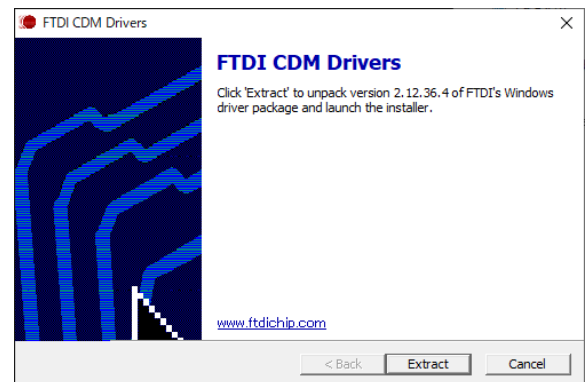 FTDI CDM Drivers
FTDI CDM Drivers
Click 'Extract' to unpack version 2.12.36.4 of FTDI's Windows
driver package and launch the installer.
www.ftdichip.com
< Back
Extract
Cancel